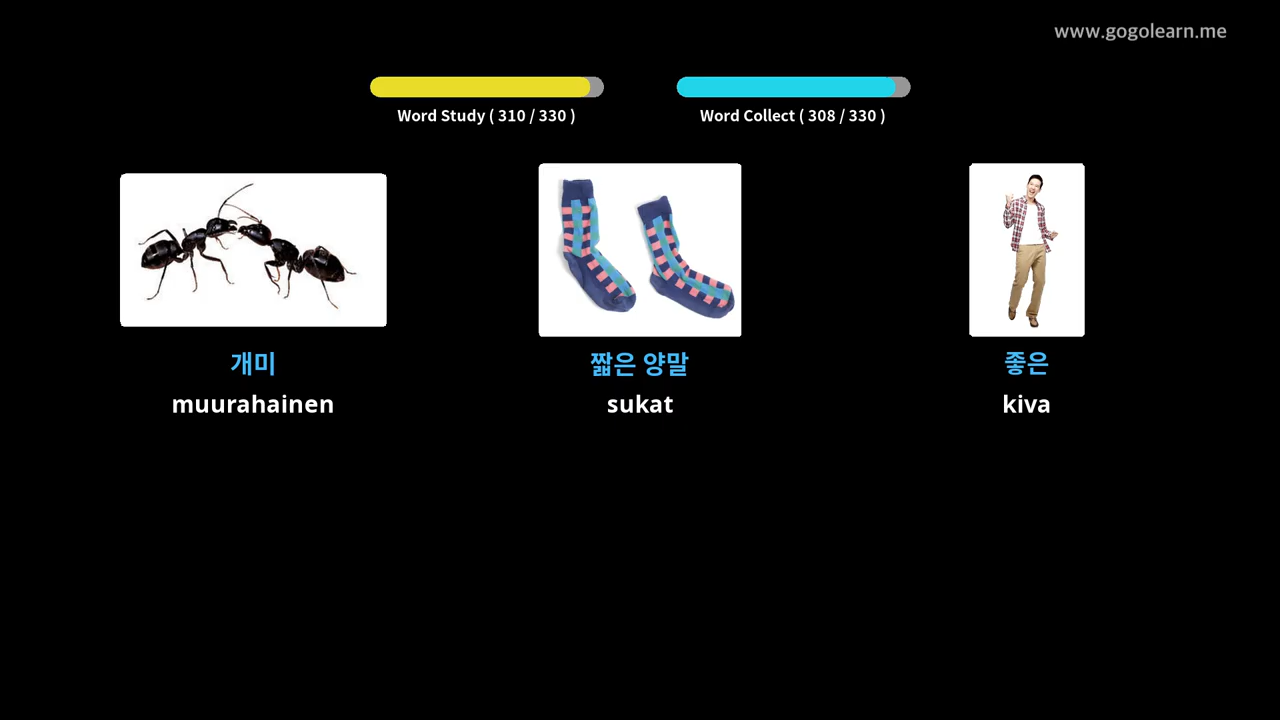 www.gogolearn.me
Word Study ( 310 / 330 )
Word Collect ( 308 / 330 )
개미
짧은 양말
좋은
muurahainen
sukat
kiva